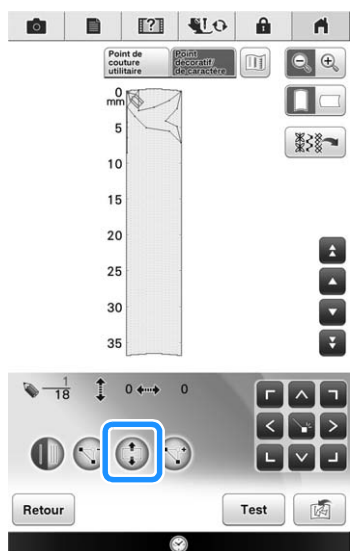 Point de
couture
utilitaire
Point
décoratif
de caractère
0
mm
5
10
15
20
25
30
35
1
18
0
0
Retour
Test